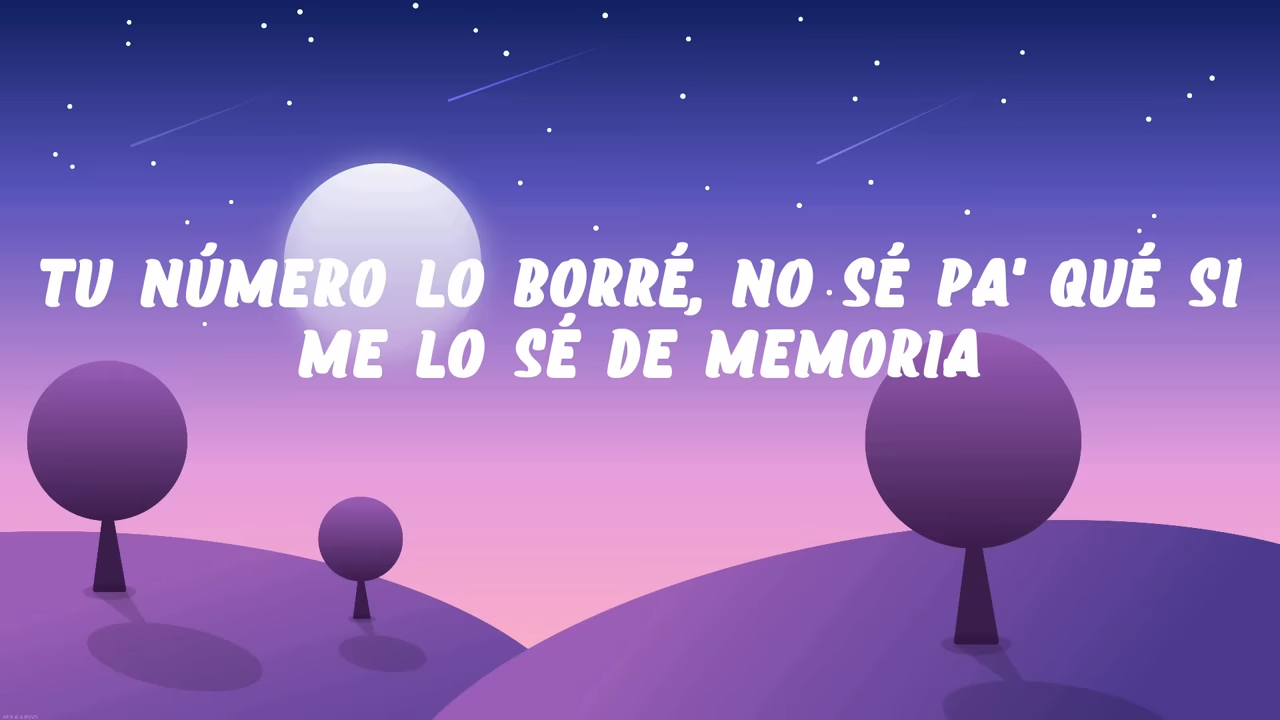 TU NÚMERO LO BORRÉ, NO SÉ PA' QUÉ SI
ME LO SÉ DE MEMORIA